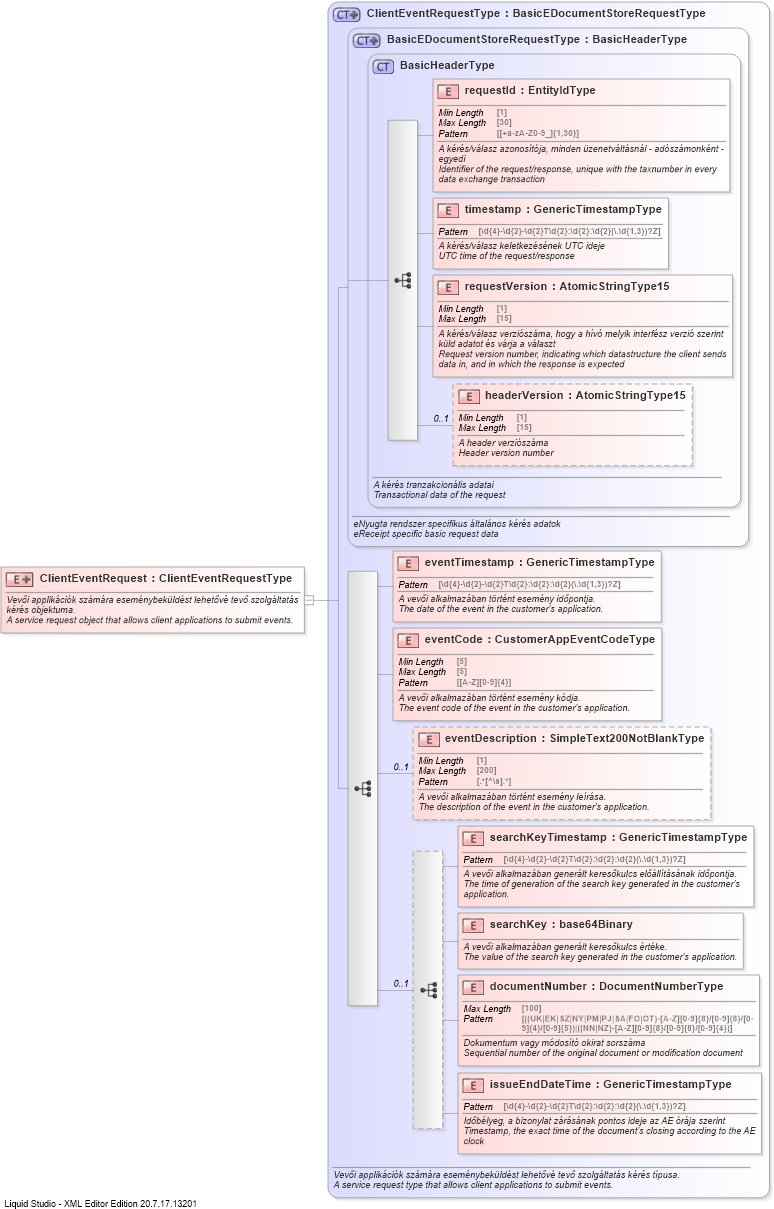 CT+ ClientEventRequestType : BasicEDocumentStoreRequestType
CT+ BasicEDocumentStoreRequestType : BasicHeaderType
CT BasicHeaderType
E requestId : EntityIdType
Min Length [1]
Max Length [30]
Pattern [[+a-zA-Z0-9_]{1,30}]
A kérés/válasz azonosítója, minden üzenetváltásnál - adószámonként -
egyedi
Identifier of the request/response, unique with the taxnumber in every
data exchange transaction
E timestamp : GenericTimestampType
Pattern [\d{4}-\d{2}-\d{2}T\d{2}:\d{2}:\d{2}(\.\d{1,3})?Z]
A kérés/válasz keletkezésének UTC ideje
UTC time of the request/response
E requestVersion : AtomicStringType15
Min Length [1]
Max Length [15]
A kérés/válasz verziószáma, hogy a hívó melyik interfész verzió szerint
küld adatot és várja a választ
Request version number, indicating which datastructure the client sends
data in, and in which the response is expected
E headerVersion : AtomicStringType15
0..1
Min Length [1]
Max Length [15]
A header verziószáma
Header version number
A kérés tranzakcionális adatai
Transactional data of the request
eNyugta rendszer specifikus általános kérés adatok
eReceipt specific basic request data
E+ ClientEventRequest : ClientEventRequestType
Vevői applikációk számára eseménybeküldést lehetővé tevő szolgáltatás
kérés objektuma.
A service request object that allows client applications to submit events.
E eventTimestamp : GenericTimestampType
Pattern [\d{4}-\d{2}-\d{2}T\d{2}:\d{2}:\d{2}(\.\d{1,3})?Z]
A vevői alkalmazában történt esemény időpontja.
The date of the event in the customer's application.
E eventCode : CustomerAppEventCodeType
Min Length [5]
Max Length [5]
Pattern [[A-Z][0-9]{4}]
A vevői alkalmazában történt esemény kódja.
The event code of the event in the customer's application.
E eventDescription : SimpleText200NotBlankType
0..1
Min Length [1]
Max Length [200]
Pattern [.*[^\s].*]
A vevői alkalmazában történt esemény leírása.
The description of the event in the customer's application.
E searchKeyTimestamp : GenericTimestampType
Pattern [\d{4}-\d{2}-\d{2}T\d{2}:\d{2}:\d{2}(\.\d{1,3})?Z]
A vevői alkalmazában generált keresőkulcs előállításának időpontja.
The time of generation of the search key generated in the customer's
application.
E searchKey : base64Binary
A vevői alkalmazában generált keresőkulcs értéke.
The value of the search key generated in the customer's application.
0..1
E documentNumber : DocumentNumberType
Max Length [100]
Pattern [((UK|EK|SZ|NY|PM|PJ|SA|FO|OT)-[A-Z][0-9]{8}/[0-9]{8}/[0-
9]{4}/[0-9]{5})|((NN|NZ)-[A-Z][0-9]{8}/[0-9]{8}/[0-9]{4})]
Dokumentum vagy módosító okirat sorszáma
Sequential number of the original document or modification document
E issueEndDateTime : GenericTimestampType
Pattern [\d{4}-\d{2}-\d{2}T\d{2}:\d{2}:\d{2}(\.\d{1,3})?Z]
Időbélyeg, a bizonylat zárásának pontos ideje az AE órája szerint
Timestamp, the exact time of the document's closing according to the AE
clock
Vevői applikációk számára eseménybeküldést lehetővé tevő szolgáltatás kérés típusa.
A service request type that allows client applications to submit events.
Liquid Studio - XML Editor Edition 20.7.17.13201